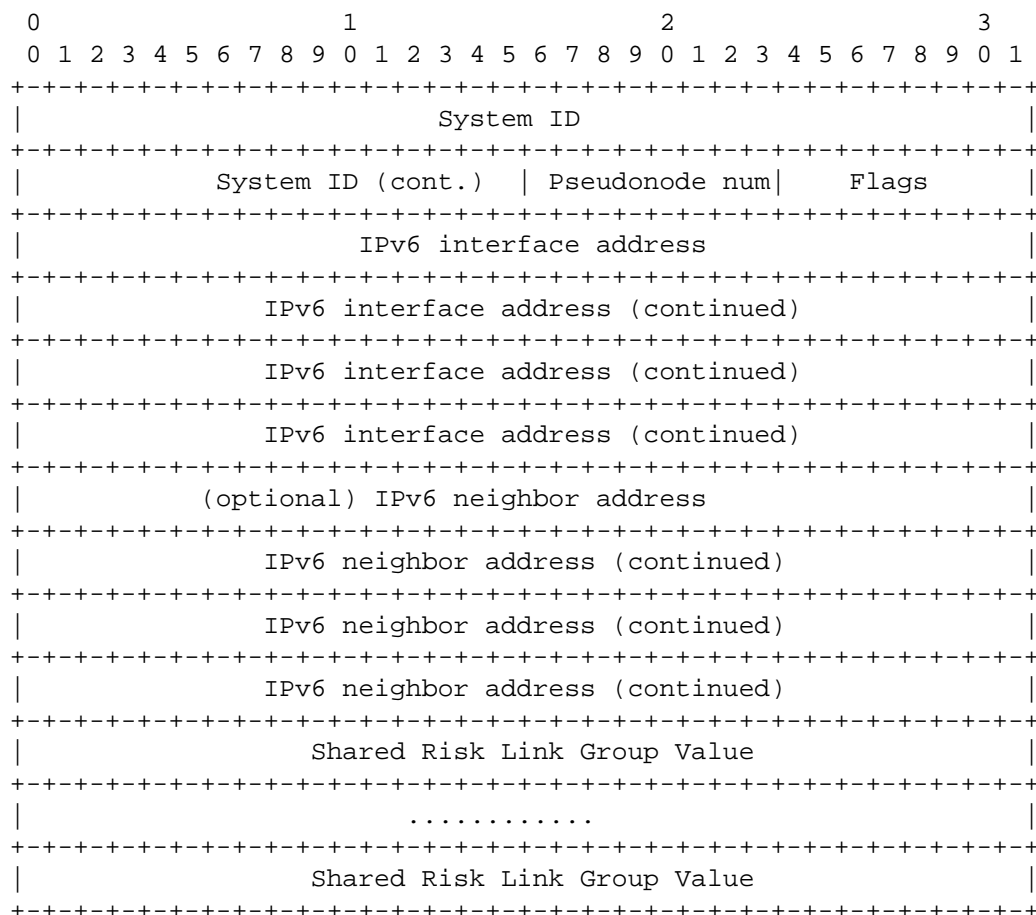 0                   1                   2                   3
 0 1 2 3 4 5 6 7 8 9 0 1 2 3 4 5 6 7 8 9 0 1 2 3 4 5 6 7 8 9 0 1
+-+-+-+-+-+-+-+-+-+-+-+-+-+-+-+-+-+-+-+-+-+-+-+-+-+-+-+-+-+-+-+-+
|                          System ID                            |
+-+-+-+-+-+-+-+-+-+-+-+-+-+-+-+-+-+-+-+-+-+-+-+-+-+-+-+-+-+-+-+-+
|            System ID (cont.)  | Pseudonode num|    Flags      |
+-+-+-+-+-+-+-+-+-+-+-+-+-+-+-+-+-+-+-+-+-+-+-+-+-+-+-+-+-+-+-+-+
|                     IPv6 interface address                    |
+-+-+-+-+-+-+-+-+-+-+-+-+-+-+-+-+-+-+-+-+-+-+-+-+-+-+-+-+-+-+-+-+
|               IPv6 interface address (continued)              |
+-+-+-+-+-+-+-+-+-+-+-+-+-+-+-+-+-+-+-+-+-+-+-+-+-+-+-+-+-+-+-+-+
|               IPv6 interface address (continued)              |
+-+-+-+-+-+-+-+-+-+-+-+-+-+-+-+-+-+-+-+-+-+-+-+-+-+-+-+-+-+-+-+-+
|               IPv6 interface address (continued)              |
+-+-+-+-+-+-+-+-+-+-+-+-+-+-+-+-+-+-+-+-+-+-+-+-+-+-+-+-+-+-+-+-+
|           (optional) IPv6 neighbor address                    |
+-+-+-+-+-+-+-+-+-+-+-+-+-+-+-+-+-+-+-+-+-+-+-+-+-+-+-+-+-+-+-+-+
|               IPv6 neighbor address (continued)               |
+-+-+-+-+-+-+-+-+-+-+-+-+-+-+-+-+-+-+-+-+-+-+-+-+-+-+-+-+-+-+-+-+
|               IPv6 neighbor address (continued)               |
+-+-+-+-+-+-+-+-+-+-+-+-+-+-+-+-+-+-+-+-+-+-+-+-+-+-+-+-+-+-+-+-+
|               IPv6 neighbor address (continued)               |
+-+-+-+-+-+-+-+-+-+-+-+-+-+-+-+-+-+-+-+-+-+-+-+-+-+-+-+-+-+-+-+-+
|                  Shared Risk Link Group Value                 |
+-+-+-+-+-+-+-+-+-+-+-+-+-+-+-+-+-+-+-+-+-+-+-+-+-+-+-+-+-+-+-+-+
|                        ............                           |
+-+-+-+-+-+-+-+-+-+-+-+-+-+-+-+-+-+-+-+-+-+-+-+-+-+-+-+-+-+-+-+-+
|                  Shared Risk Link Group Value                 |
+-+-+-+-+-+-+-+-+-+-+-+-+-+-+-+-+-+-+-+-+-+-+-+-+-+-+-+-+-+-+-+-+